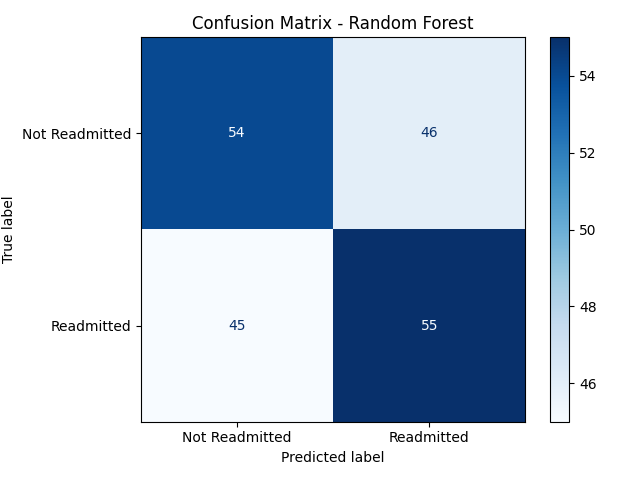 Confusion Matrix - Random Forest
True label
Not Readmitted
Readmitted
54
46
45
55
Not Readmitted
Readmitted
Predicted label
54
52
50
48
46